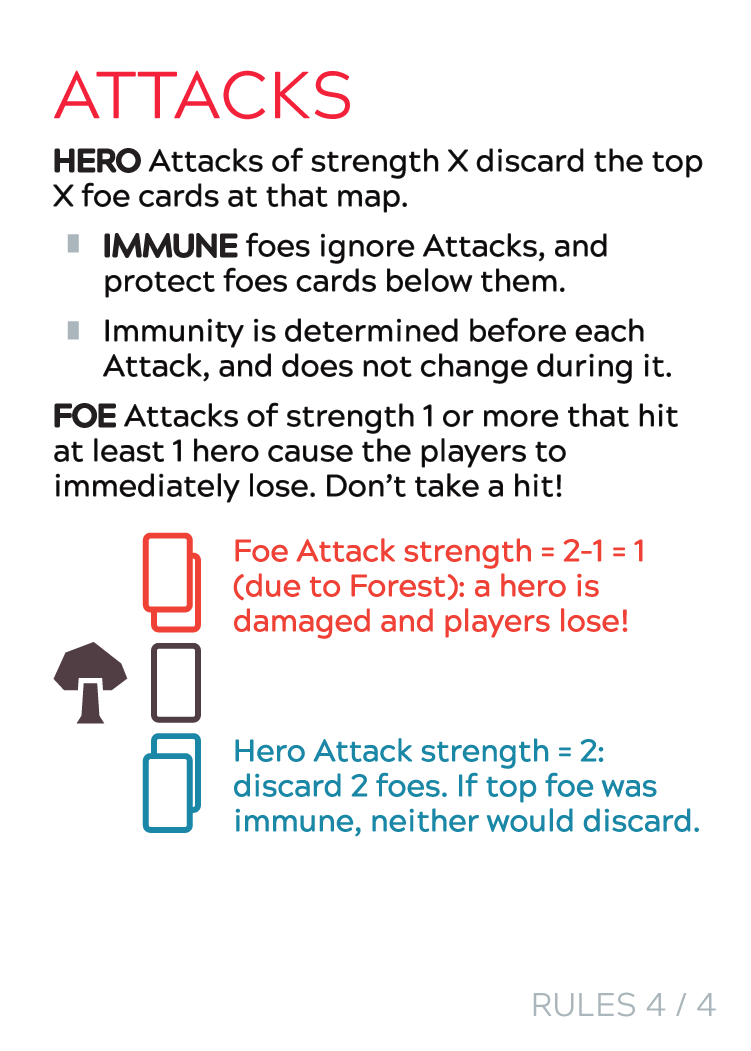 ATTACKS
HERO Attacks of strength X discard the top
X foe cards at that map.
IMMUNE foes ignore Attacks, and
protect foes cards below them.
Immunity is determined before each
Attack, and does not change during it.
FOE Attacks of strength 1 or more that hit
at least 1 hero cause the players to
immediately lose. Don’t take a hit!
Foe Attack strength = 2-1 = 1
(due to Forest): a hero is
damaged and players lose!
Hero Attack strength = 2:
discard 2 foes. If top foe was
immune, neither would discard.
RULES 4 / 4